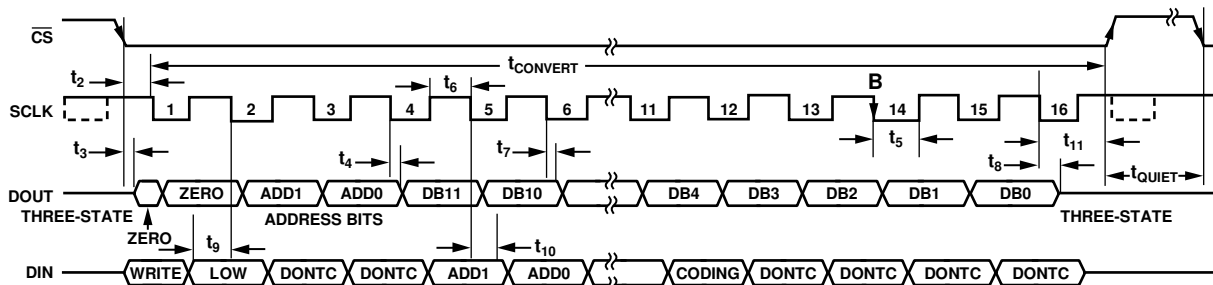 CS
t2
tCONVERT
t6
B
SCLK
1 2 3 4 5 6 11 12 13 14 15 16
t3
t4
t7
t5
t8
t11
tQUIET
DOUT
ZERO ADD1 ADD0 DB11 DB10 DB4 DB3 DB2 DB1 DB0
THREE-STATE
ADDRESS BITS
THREE-STATE
ZERO
t9
t10
DIN
WRITE LOW DONTC DONTC ADD1 ADD0 CODING DONTC DONTC DONTC DONTC